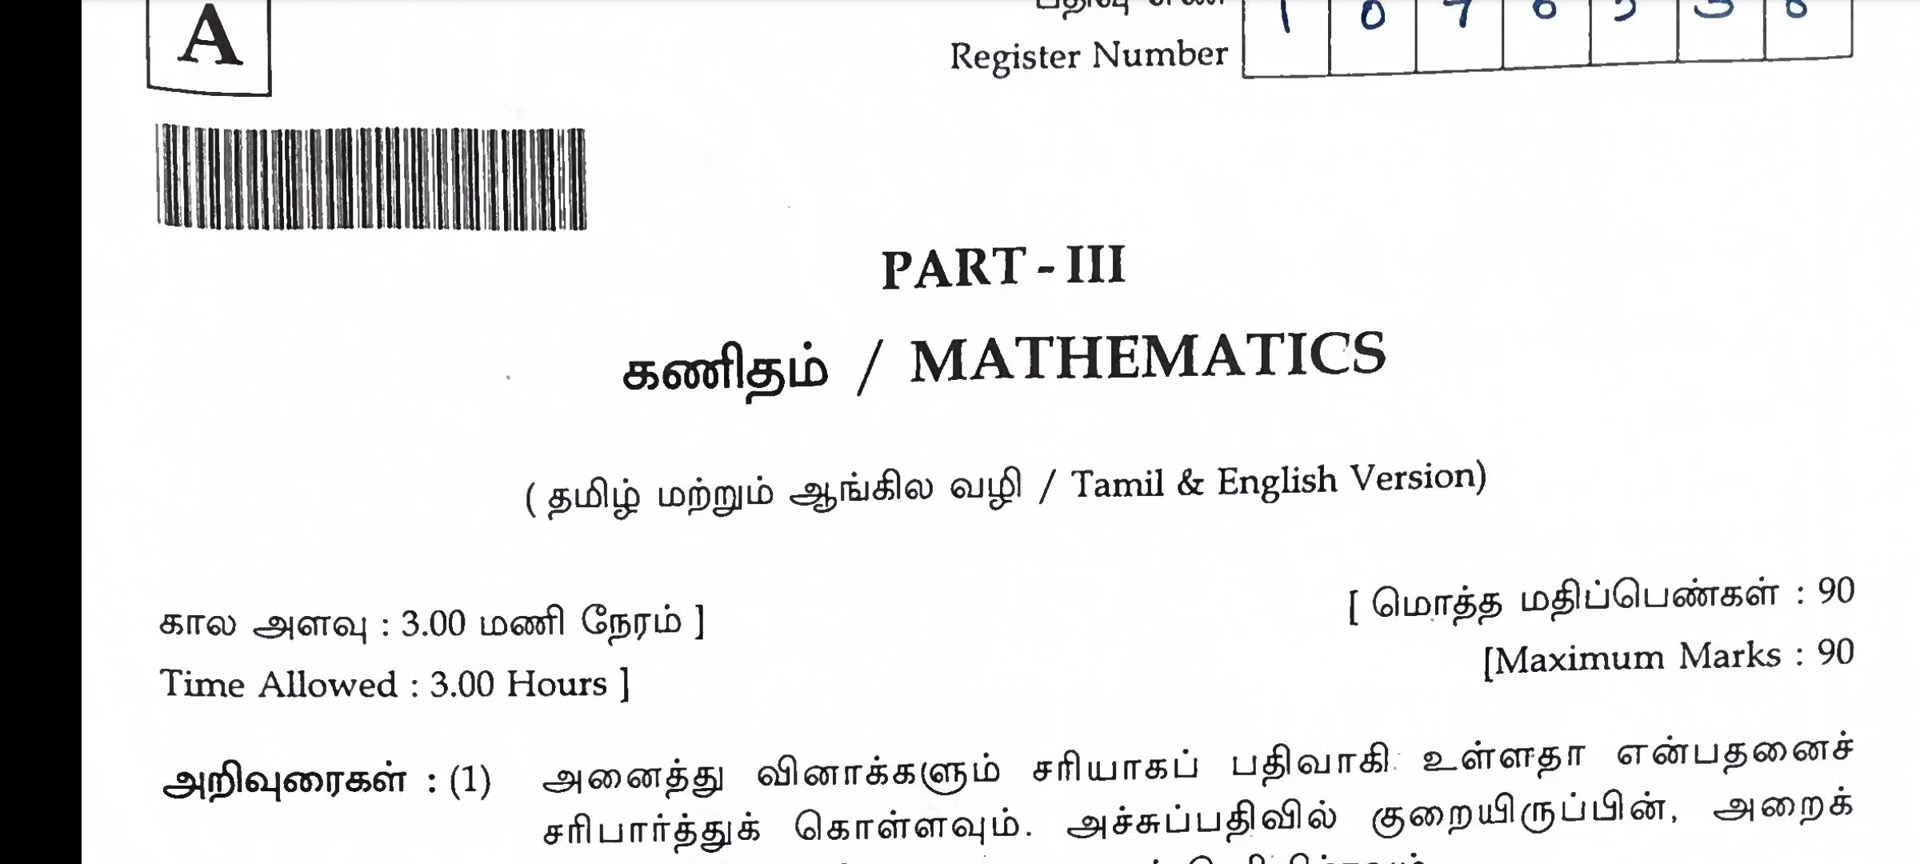 A
பதிவு எண்
Register Number
PART - III
கணிதம் / MATHEMATICS
( தமிழ் மற்றும் ஆங்கில வழி / Tamil & English Version)
கால அளவு : 3.00 மணி நேரம் ]
[ மொத்த மதிப்பெண்கள் : 90
Time Allowed : 3.00 Hours ]
[Maximum Marks : 90
அறிவுரைகள் : (1) அனைத்து வினாக்களும் சரியாகப் பதிவாகி உள்ளதா என்பதனைச்
சரிபார்த்துக் கொள்ளவும். அச்சுப்பதிவில் குறையிருப்பின், அறைக்